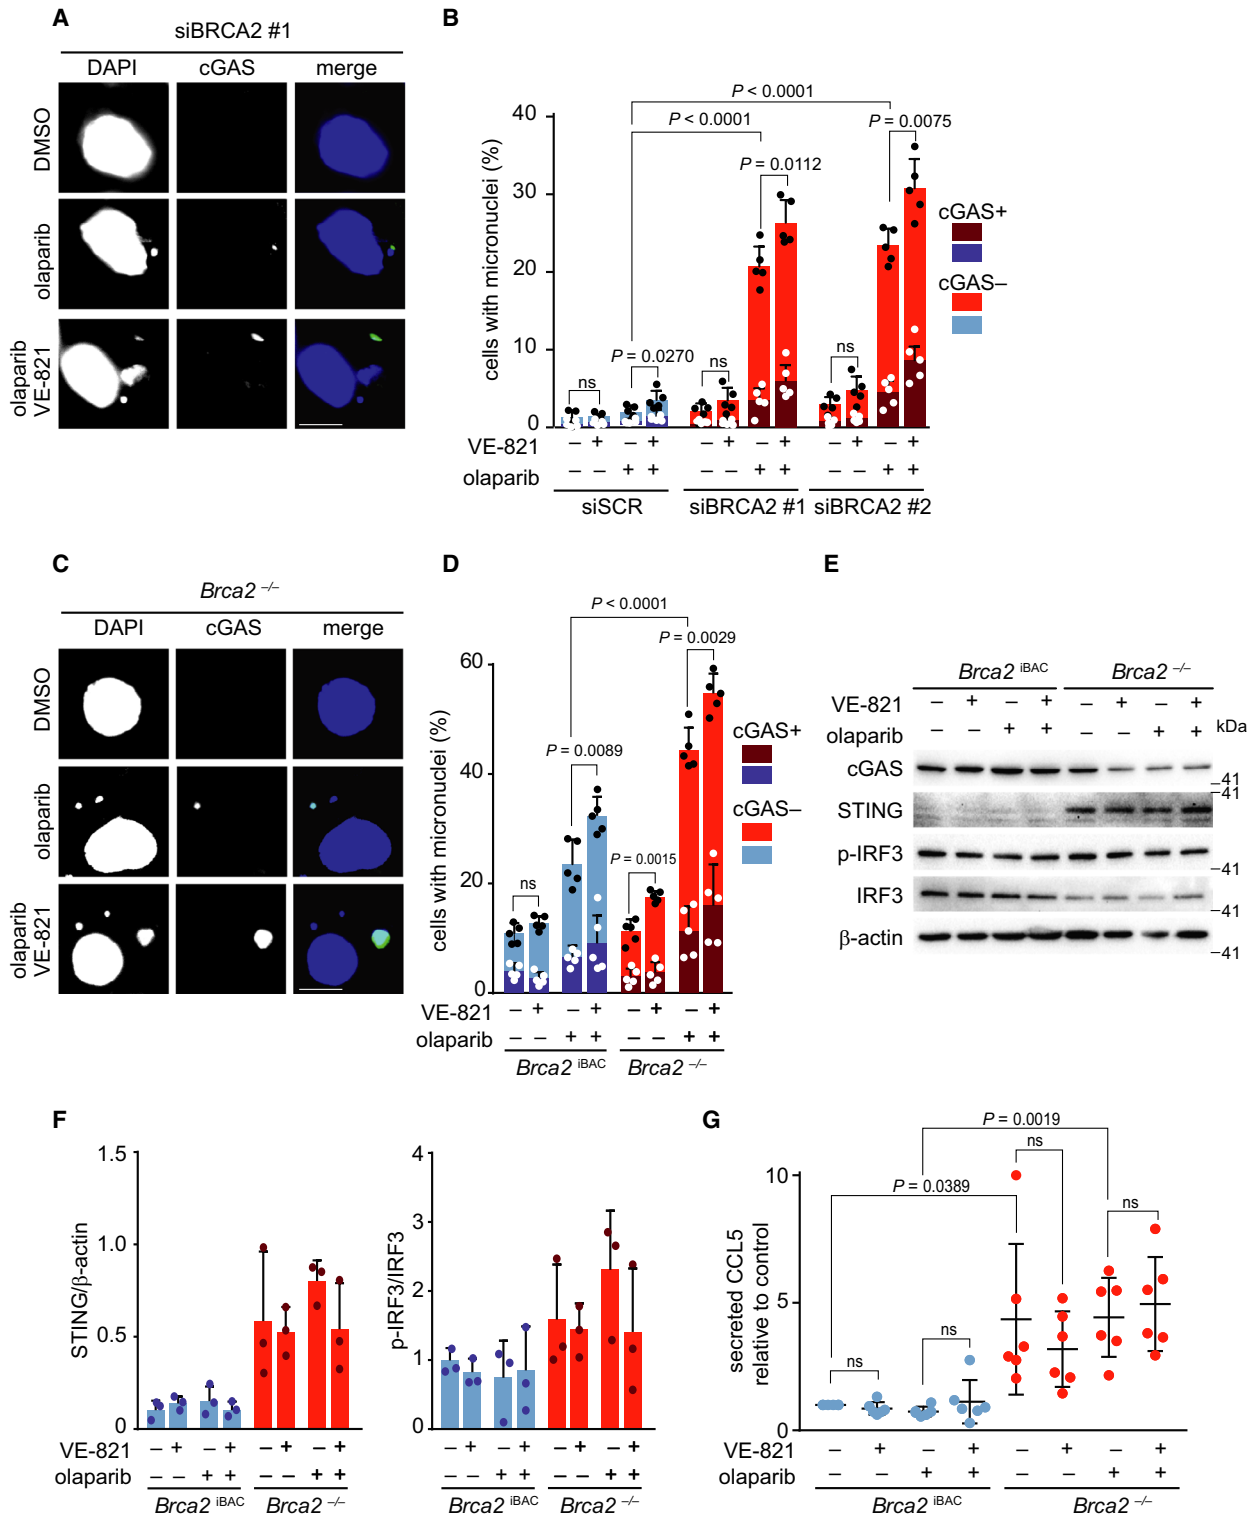 A
siBRCA2 #1
DAPI cGAS merge
DMSO
olaparib
olaparib
VE-821
B
cells with micronuclei (%)
40
30
20
10
0
P < 0.0001
P < 0.0001
P = 0.0075
P = 0.0112
P = 0.0270
ns
ns
ns
cGAS+
cGAS–
VE-821 – + – + – + – + – + – +
olaparib – – + + – – + + – – + +
siSCR siBRCA2 #1 siBRCA2 #2
C
Brca2 –/–
DAPI cGAS merge
DMSO
olaparib
olaparib
VE-821
D
cells with micronuclei (%)
60
40
20
0
P < 0.0001
P = 0.0029
P = 0.0089
P = 0.0015
ns
cGAS+
cGAS–
VE-821 – + – + – + – +
olaparib – – + + – – + +
Brca2 iBAC Brca2 –/–
E
Brca2 iBAC Brca2 –/–
VE-821 – + – + – + – +
olaparib – – + + – – + + kDa
cGAS –41
STING –41
p-IRF3 –41
IRF3 –41
β-actin –41
F
STING/β-actin
1.5
1.0
0.5
0
VE-821 – + – + – + – +
olaparib – – + + – – + +
Brca2 iBAC Brca2 –/–
p-IRF3/IRF3
4
3
2
1
0
– + – + – + – +
– – + + – – + +
Brca2 iBAC Brca2 –/–
G
secreted CCL5
relative to control
10
5
0
P = 0.0019
ns
P = 0.0389
ns
ns
ns
VE-821 – + – + – + – +
olaparib – – + + – – + +
Brca2 iBAC Brca2 –/–